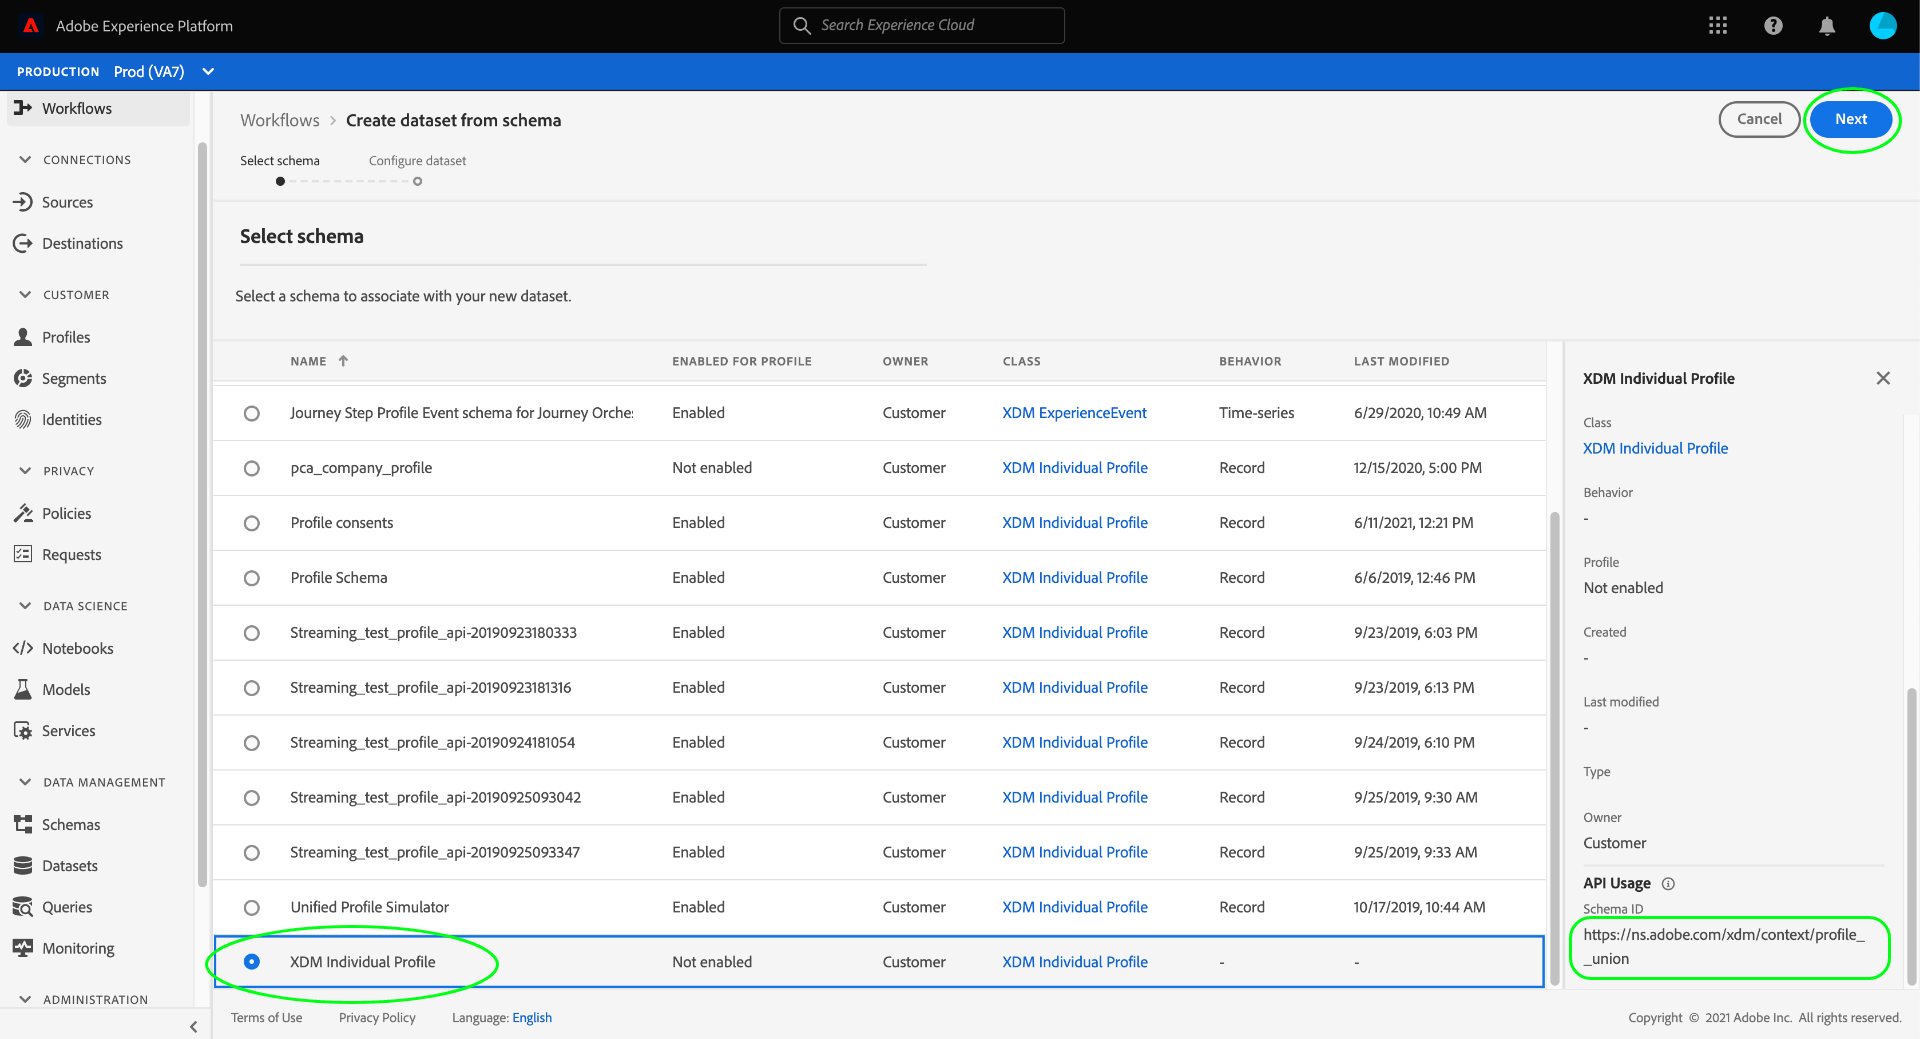 Adobe Experience Platform
Search Experience Cloud
PRODUCTION Prod (VA7)
Workflows
CONNECTIONS
Sources
Destinations
CUSTOMER
Profiles
Segments
Identities
PRIVACY
Policies
Requests
DATA SCIENCE
Notebooks
Models
Services
DATA MANAGEMENT
Schemas
Datasets
Queries
Monitoring
ADMINISTRATION
Workflows > Create dataset from schema
Cancel Next
Select schema Configure dataset
Select schema
Select a schema to associate with your new dataset.
NAME ENABLED FOR PROFILE OWNER CLASS BEHAVIOR LAST MODIFIED
Journey Step Profile Event schema for Journey Orche Enabled Customer XDM ExperienceEvent Time-series 6/29/2020, 10:49 AM
pca_company_profile Not enabled Customer XDM Individual Profile Record 12/15/2020, 5:00 PM
Profile consents Enabled Customer XDM Individual Profile Record 6/11/2021, 12:21 PM
Profile Schema Enabled Customer XDM Individual Profile Record 6/6/2019, 12:46 PM
Streaming_test_profile_api-20190923180333 Enabled Customer XDM Individual Profile Record 9/23/2019, 6:03 PM
Streaming_test_profile_api-20190923181316 Enabled Customer XDM Individual Profile Record 9/23/2019, 6:13 PM
Streaming_test_profile_api-20190924181054 Enabled Customer XDM Individual Profile Record 9/24/2019, 6:10 PM
Streaming_test_profile_api-20190925093042 Enabled Customer XDM Individual Profile Record 9/25/2019, 9:30 AM
Streaming_test_profile_api-20190925093347 Enabled Customer XDM Individual Profile Record 9/25/2019, 9:33 AM
Unified Profile Simulator Enabled Customer XDM Individual Profile Record 10/17/2019, 10:44 AM
XDM Individual Profile Not enabled Customer XDM Individual Profile - -
XDM Individual Profile
Class
XDM Individual Profile
Behavior
-
Profile
Not enabled
Created
-
Last modified
-
Type
Owner
Customer
API Usage
Schema ID
https://ns.adobe.com/xdm/context/profile_
_union
Terms of Use Privacy Policy Language: English
Copyright © 2021 Adobe Inc. All rights reserved.